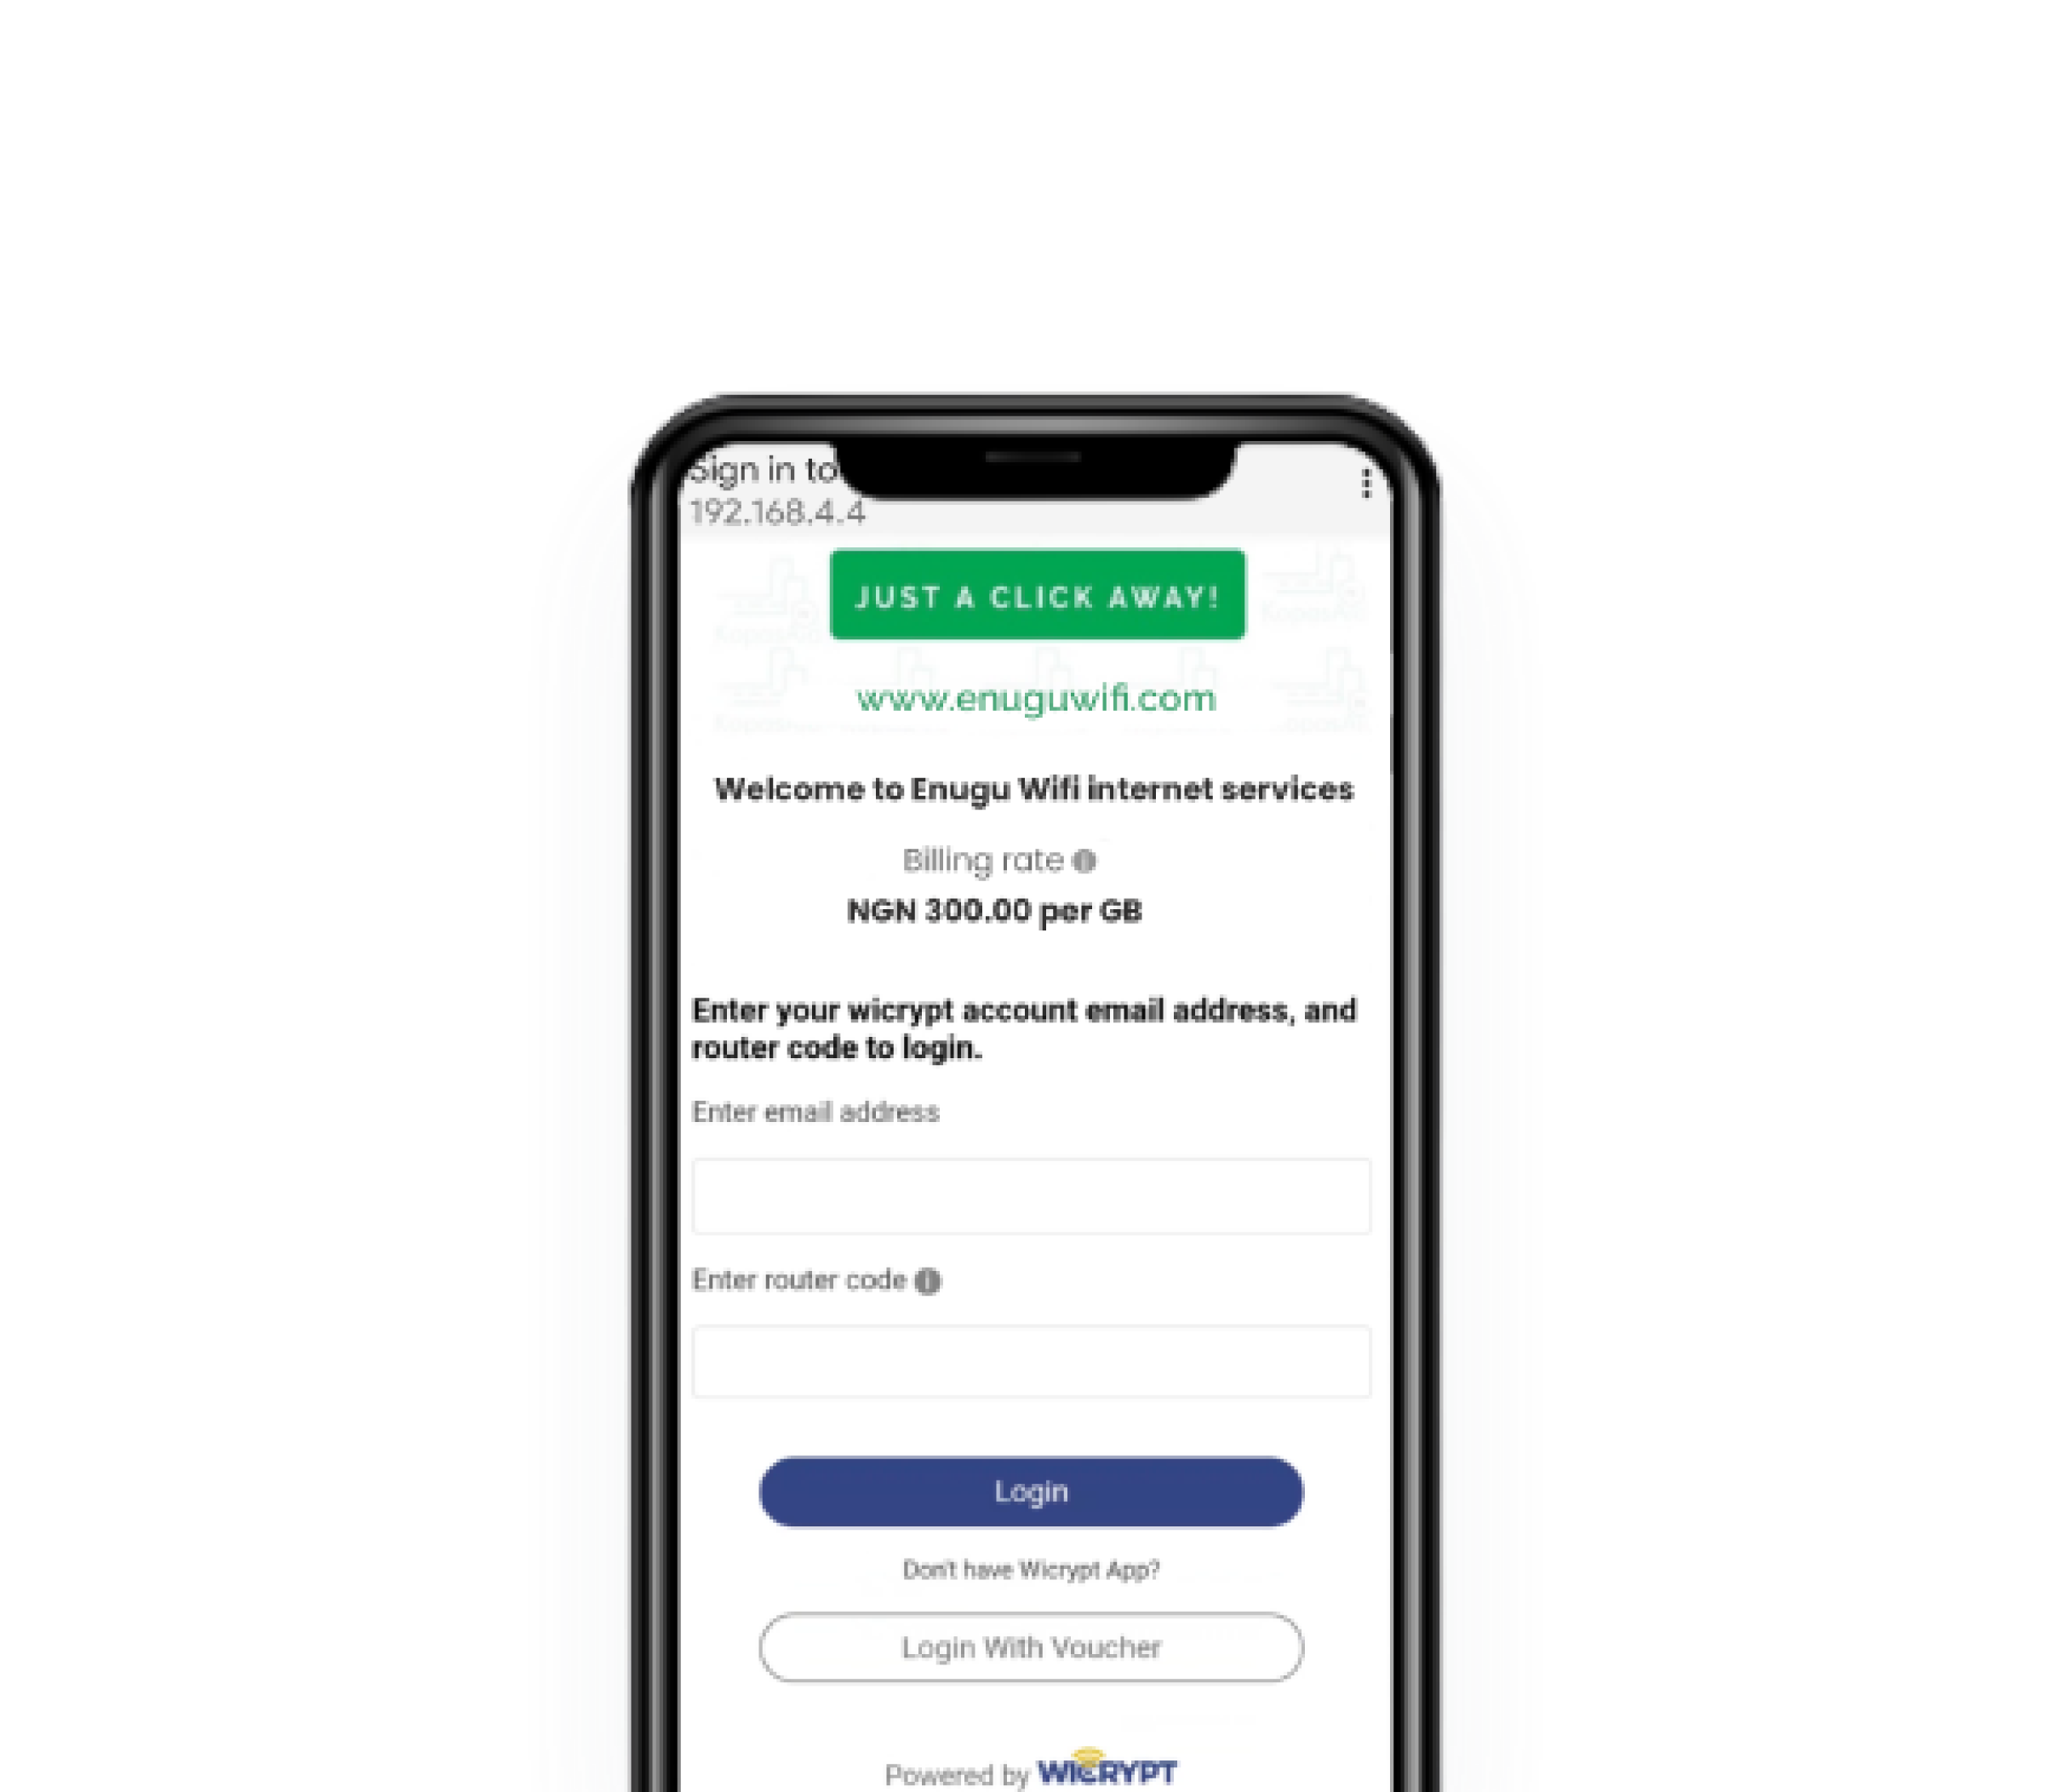 Sign in to
192.168.4.4
JUST A CLICK AWAY!
www.enuguwifi.com
Welcome to Enugu Wifi internet services
Billing rate
NGN 300.00 per GB
Enter your wicrypt account email address, and
router code to login.
Enter email address
Enter router code
Login
Don't have Wicrypt App?
Login With Voucher
Powered by WICRYPT